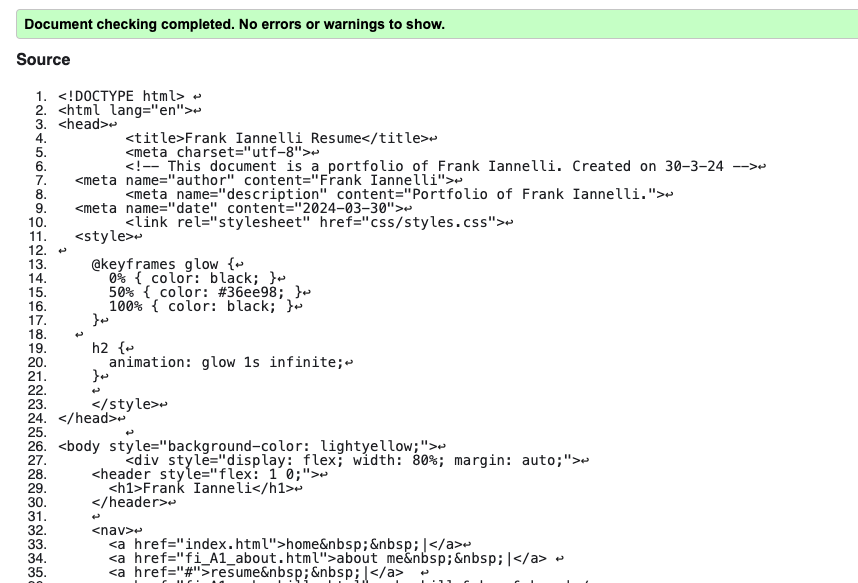 Document checking completed. No errors or warnings to show.
Source
1. <!DOCTYPE html> ↩
2. <html lang="en">↩
3. <head>↩
4. <title>Frank Iannelli Resume</title>↩
5. <meta charset="utf-8">↩
6. <!-- This document is a portfolio of Frank Iannelli. Created on 30-3-24 -->↩
7. <meta name="author" content="Frank Iannelli">↩
8. <meta name="description" content="Portfolio of Frank Iannelli.">↩
9. <meta name="date" content="2024-03-30">↩
10. <link rel="stylesheet" href="css/styles.css">↩
11. <style>↩
12. ↩
13. @keyframes glow {↩
14. 0% { color: black; }↩
15. 50% { color: #36ee98; }↩
16. 100% { color: black; }↩
17. }↩
18. ↩
19. h2 {↩
20. animation: glow 1s infinite;↩
21. }↩
22. ↩
23. </style>↩
24. </head>↩
25. ↩
26. <body style="background-color: lightyellow;">↩
27. <div style="display: flex; width: 80%; margin: auto;">↩
28. <header style="flex: 1 0;">↩
29. <h1>Frank Ianneli</h1>↩
30. </header>↩
31. ↩
32. <nav>↩
33. <a href="index.html">home&nbsp;&nbsp;|</a>↩
34. <a href="fi_A1_about.html">about me&nbsp;&nbsp;|</a> ↩
35. <a href="#">resume&nbsp;&nbsp;|</a> ↩